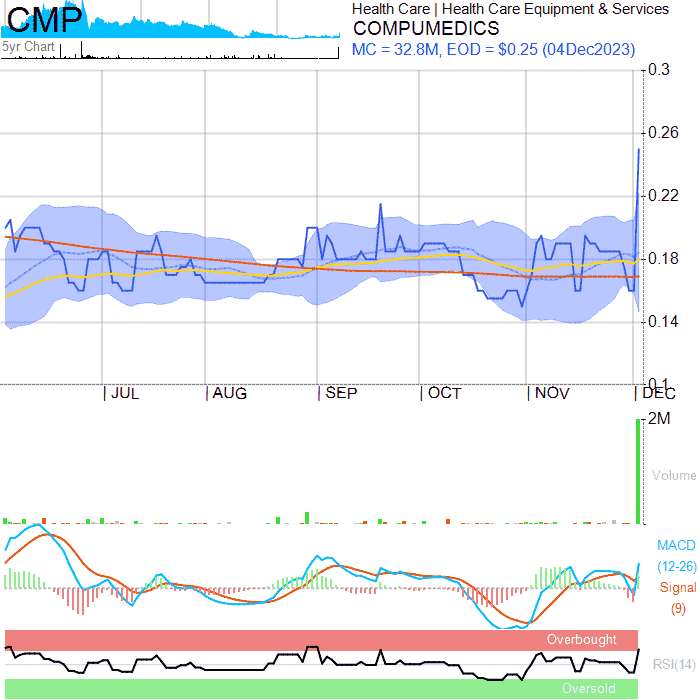 CMP
Health Care | Health Care Equipment & Services
COMPUMEDICS
5yr Chart
MC = 32.8M, EOD = $0.25 (04Dec2023)
0.3
0.26
0.22
0.18
0.14
0.1
JUL
AUG
SEP
OCT
NOV
DEC
2M
Volume
MACD
(12-26)
Signal
(9)
Overbought
RSI(14)
Oversold